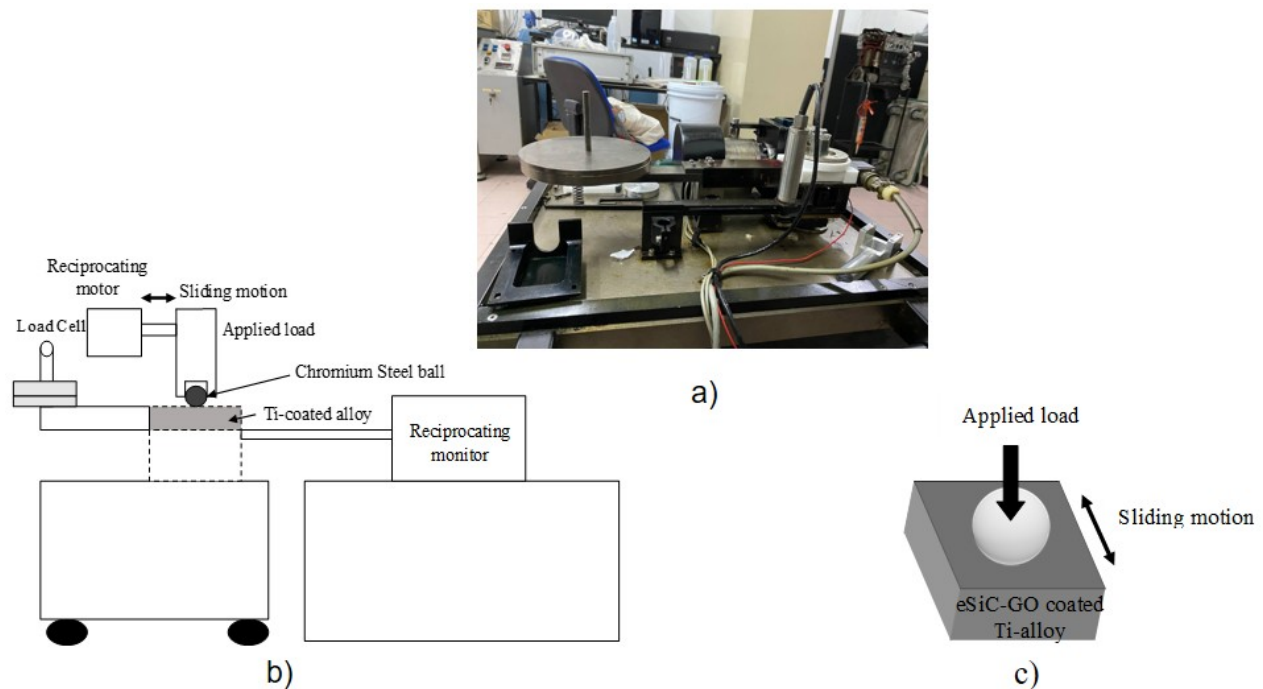 a)
Reciprocating
motor
Sliding motion
Load Cell
Applied load
Chromium Steel ball
Ti-coated alloy
Reciprocating
monitor
b)
Applied load
Sliding motion
eSiC-GO coated
Ti-alloy
c)